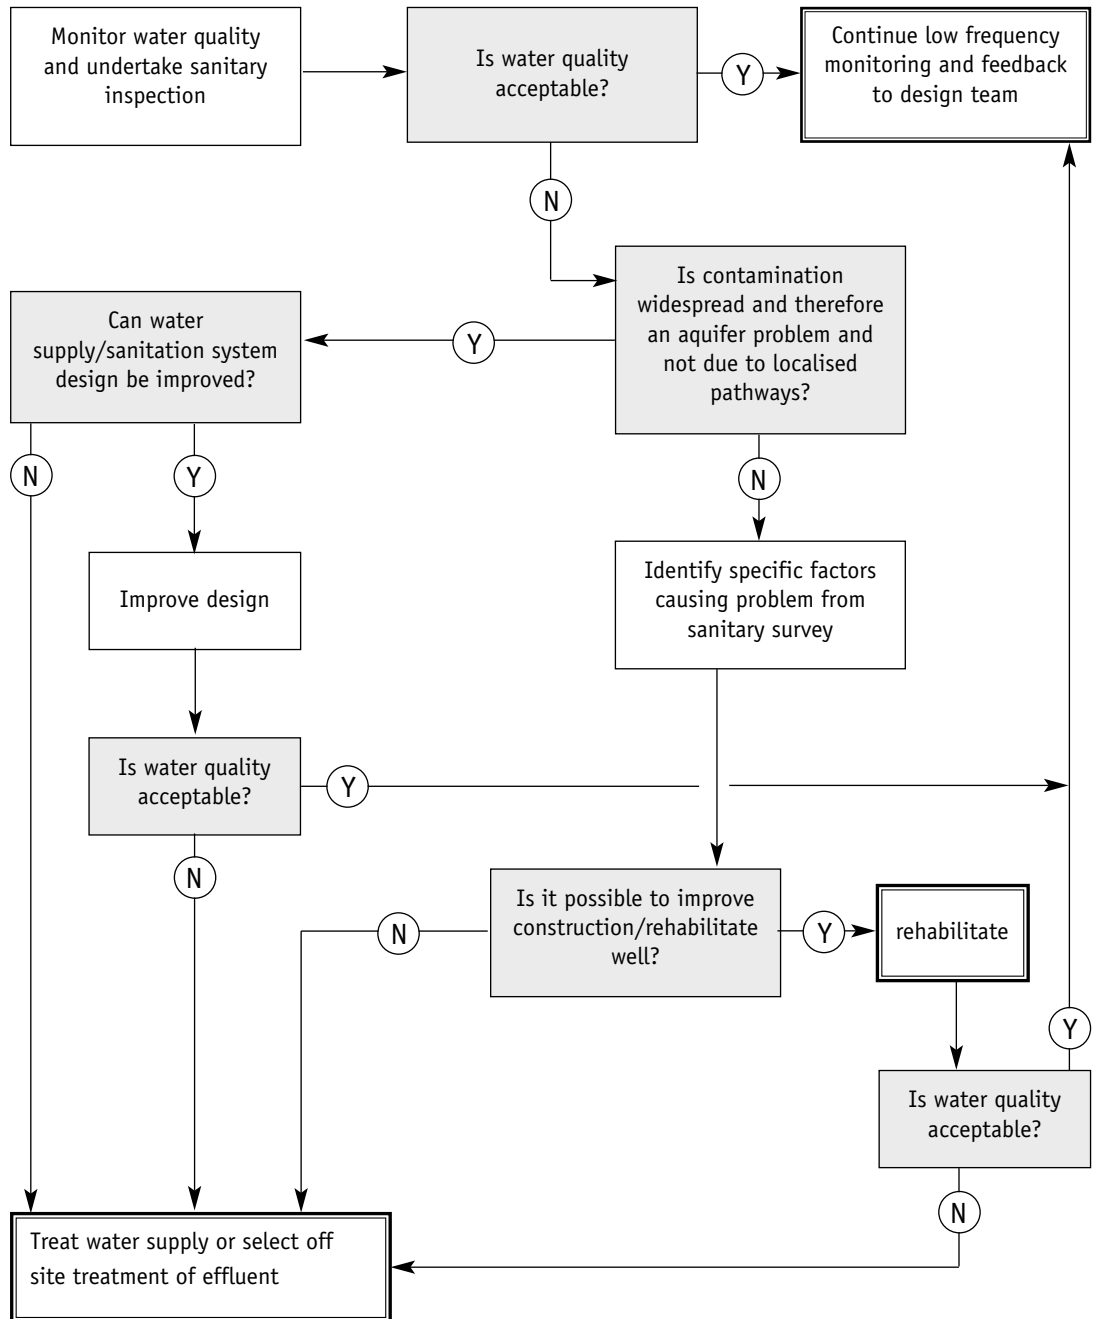 Monitor water quality
and undertake sanitary
inspection
Is water quality
acceptable?
Y
Continue low frequency
monitoring and feedback
to design team
N
Is contamination
widespread and therefore
an aquifer problem and
not due to localised
pathways?
Y
Can water
supply/sanitation system
design be improved?
N
Y
N
Improve design
Identify specific factors
causing problem from
sanitary survey
Is water quality
acceptable?
Y
N
Is it possible to improve
construction/rehabilitate
well?
N
Y
rehabilitate
Y
Is water quality
acceptable?
N
Treat water supply or select off
site treatment of effluent